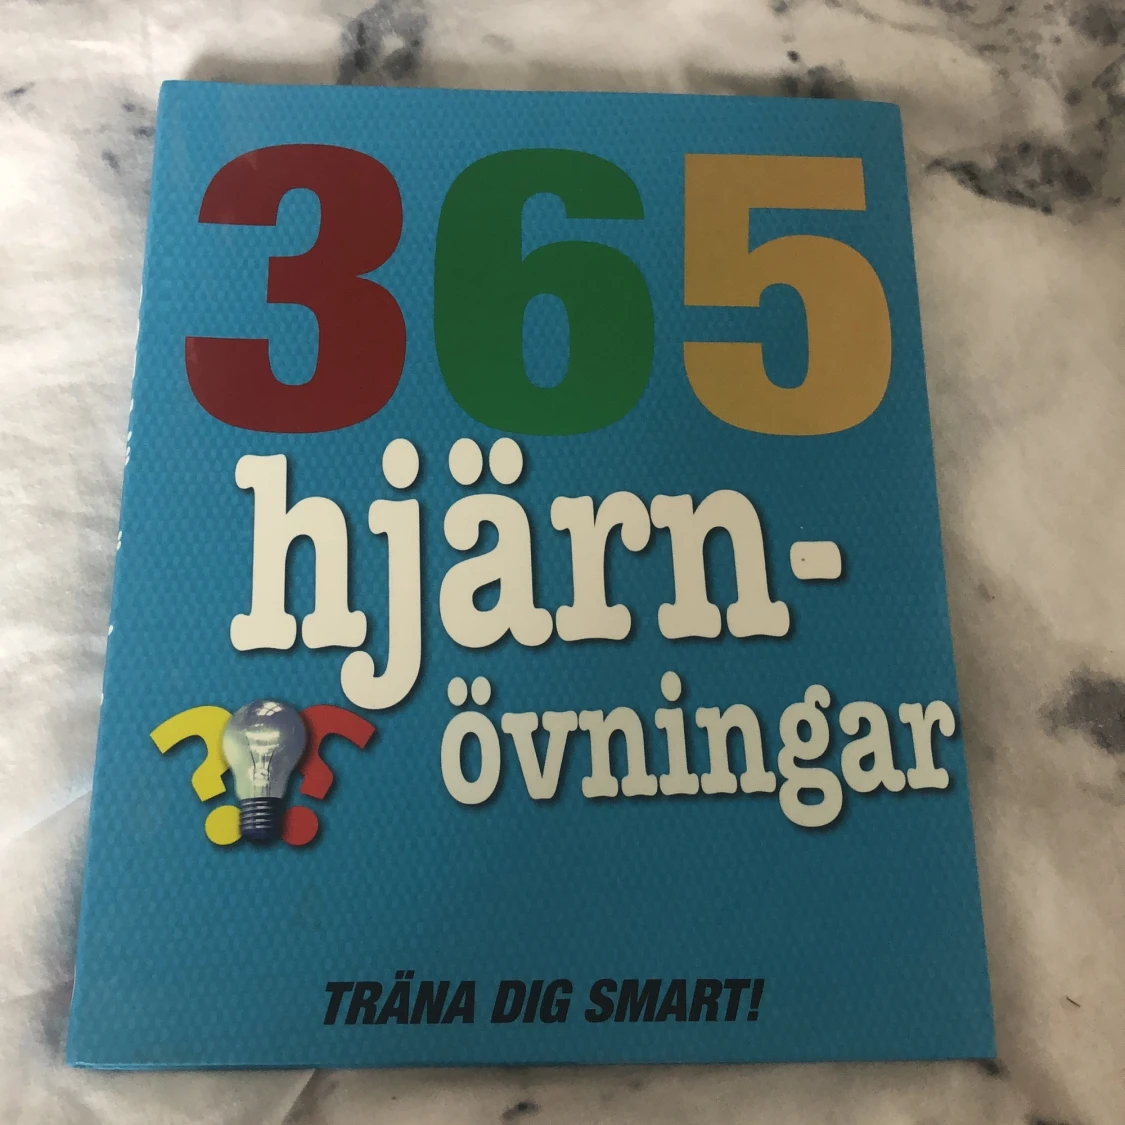 365
hjärn-
övningar
TRÄNA DIG SMART!